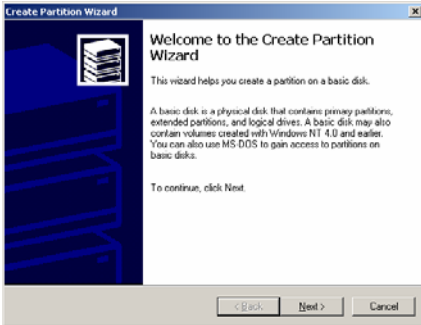 Create Partition Wizard
Welcome to the Create Partition
Wizard
This wizard helps you create a partition on a basic disk.
A basic disk is a physical disk that contains primary partitions,
extended partitions, and logical drives. A basic disk may also
contain volumes created with Windows NT 4.0 and earlier.
You can also use MS-DOS to gain access to partitions on
basic disks.
To continue, click Next.
< Back Next > Cancel